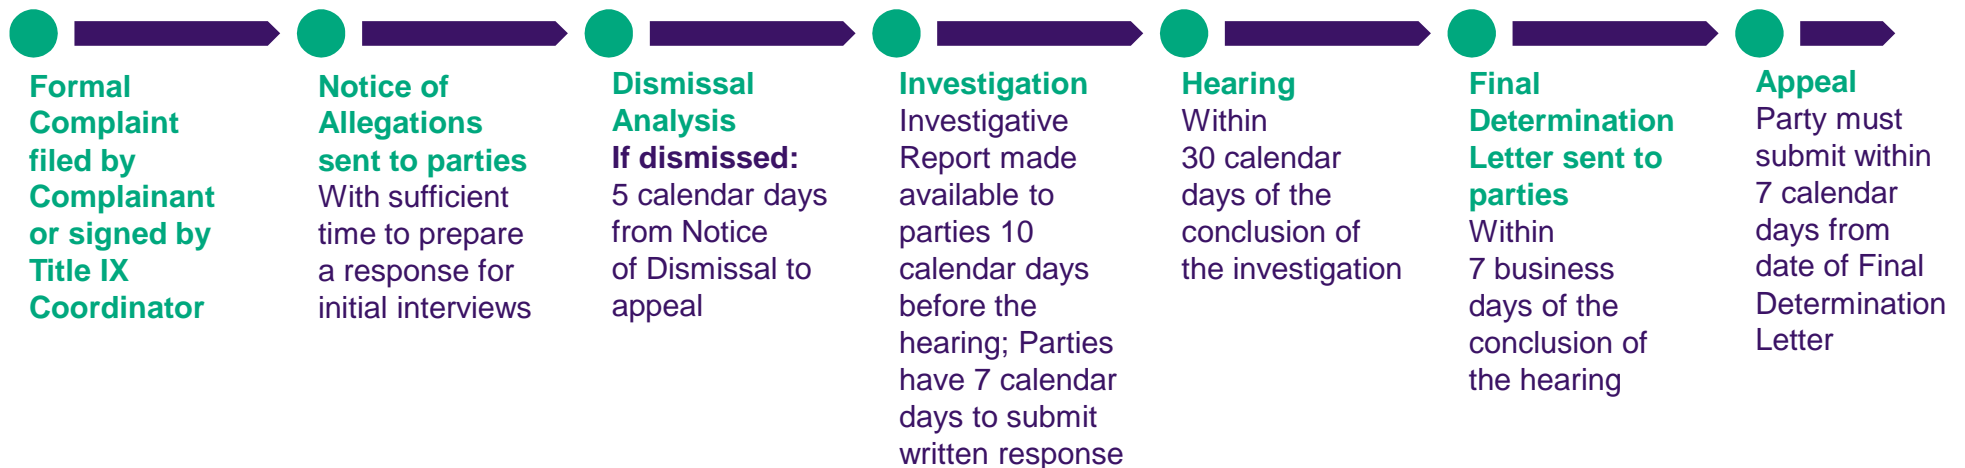 Formal
Complaint
filed by
Complainant
or signed by
Title IX
Coordinator
Notice of
Allegations
sent to parties
With sufficient
time to prepare
a response for
initial interviews
Dismissal
Analysis
If dismissed:
5 calendar days
from Notice
of Dismissal to
appeal
Investigation
Investigative
Report made
available to
parties 10
calendar days
before the
hearing; Parties
have 7 calendar
days to submit
written response
Hearing
Within
30 calendar
days of the
conclusion of
the investigation
Final
Determination
Letter sent to
parties
Within
7 business
days of the
conclusion of
the hearing
Appeal
Party must
submit within
7 calendar
days from
date of Final
Determination
Letter